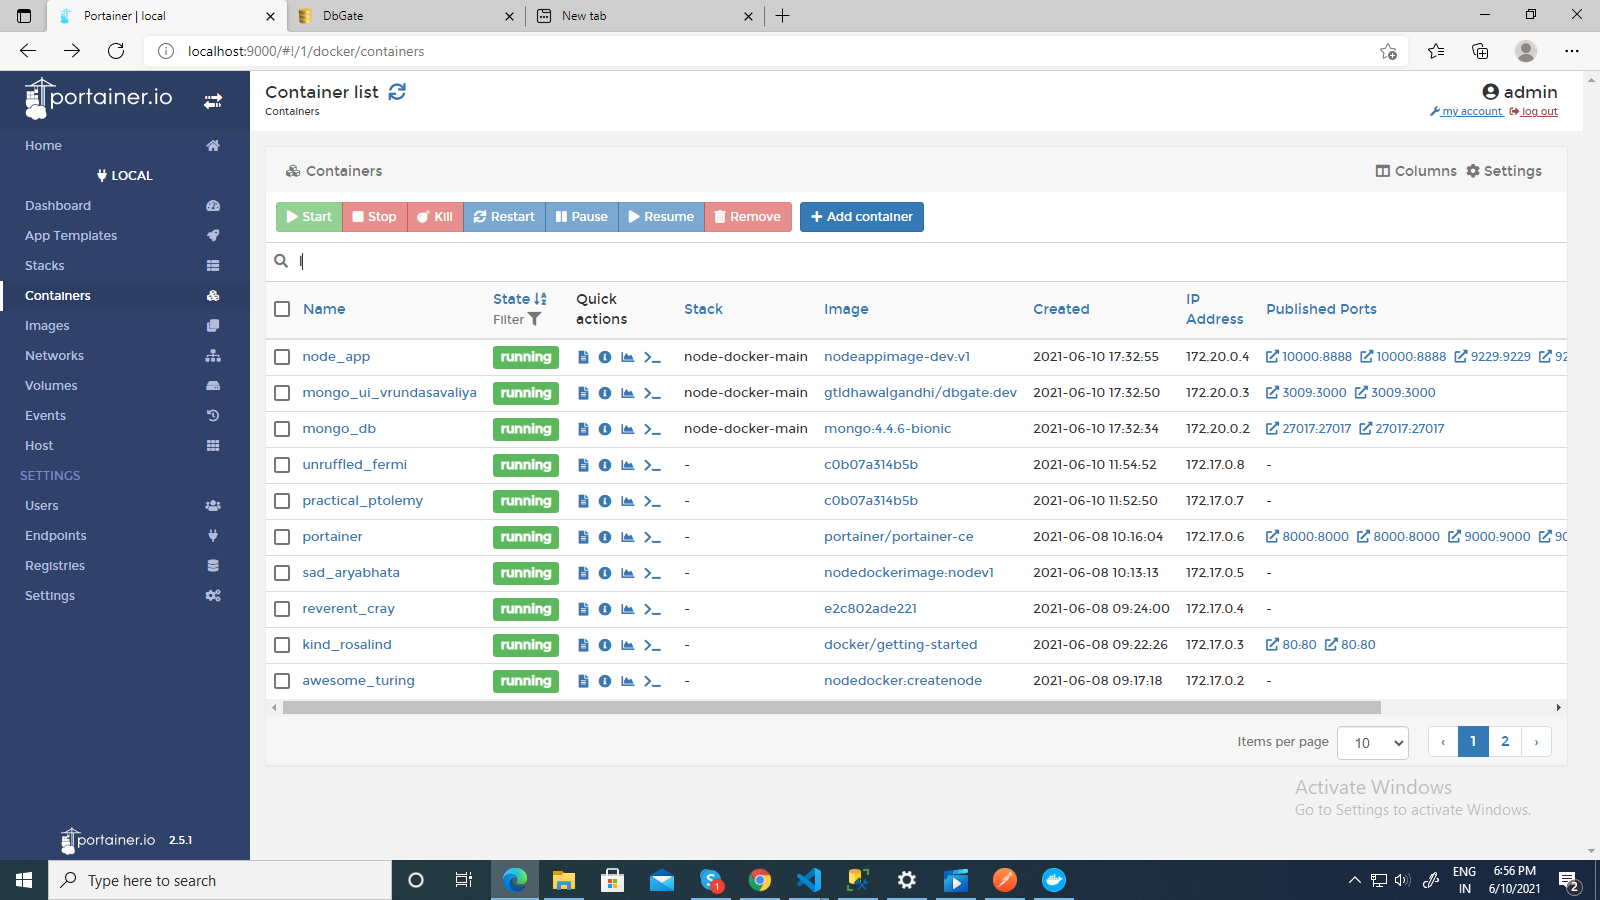 Portainer | local
DbGate
New tab
localhost:9000/#!/1/docker/containers
portainer.io
Home
LOCAL
Dashboard
App Templates
Stacks
Containers
Images
Networks
Volumes
Events
Host
SETTINGS
Users
Endpoints
Registries
Settings
portainer.io 2.5.1
Container list
Containers
admin
my account log out
Containers
Columns Settings
Start Stop Kill Restart Pause Resume Remove Add container
Name State Filter Quick actions Stack Image Created IP Address Published Ports
node_app running node-docker-main nodeappimage-dev:v1 2021-06-10 17:32:55 172.20.0.4 10000:8888 10000:8888 9229:9229 92
mongo_ui_vrundasavaliya running node-docker-main gtldhawalgandhi/dbgate:dev 2021-06-10 17:32:50 172.20.0.3 3009:3000 3009:3000
mongo_db running node-docker-main mongo:4.4.6-bionic 2021-06-10 17:32:34 172.20.0.2 27017:27017 27017:27017
unruffled_fermi running - c0b07a314b5b 2021-06-10 11:54:52 172.17.0.8 -
practical_ptolemy running - c0b07a314b5b 2021-06-10 11:52:50 172.17.0.7 -
portainer running - portainer/portainer-ce 2021-06-08 10:16:04 172.17.0.6 8000:8000 8000:8000 9000:9000 90
sad_aryabhata running - nodedockerimage:nodev1 2021-06-08 10:13:13 172.17.0.5 -
reverent_cray running - e2c802ade221 2021-06-08 09:24:00 172.17.0.4 -
kind_rosalind running - docker/getting-started 2021-06-08 09:22:26 172.17.0.3 80:80 80:80
awesome_turing running - nodedocker:createnode 2021-06-08 09:17:18 172.17.0.2 -
Items per page 10 ‹ 1 2 ›
Activate Windows
Go to Settings to activate Windows.
Type here to search
1
ENG
IN
6:56 PM
6/10/2021
2